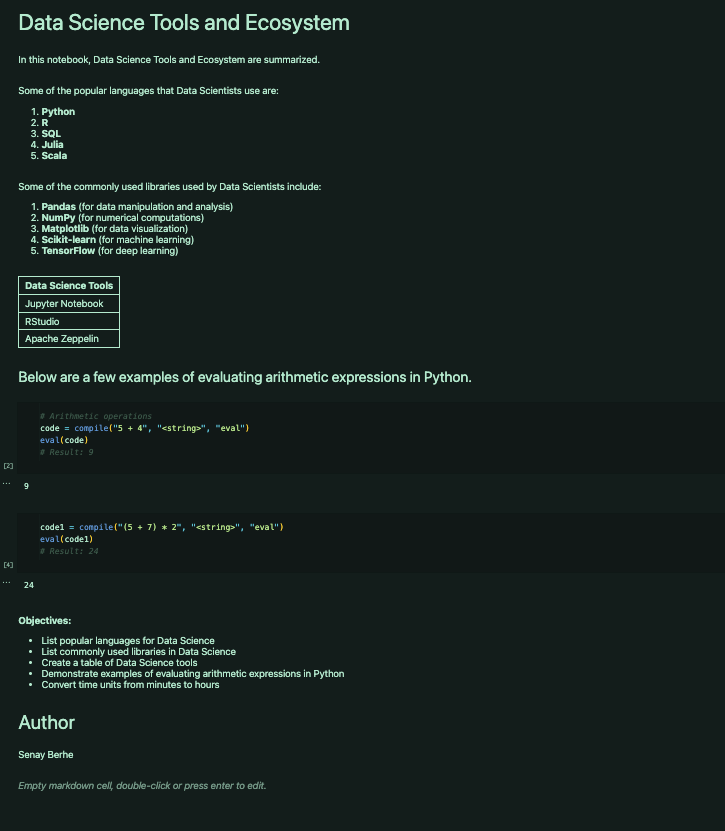 Data Science Tools and Ecosystem
In this notebook, Data Science Tools and Ecosystem are summarized.
Some of the popular languages that Data Scientists use are:
1. Python
2. R
3. SQL
4. Julia
5. Scala
Some of the commonly used libraries used by Data Scientists include:
1. Pandas (for data manipulation and analysis)
2. NumPy (for numerical computations)
3. Matplotlib (for data visualization)
4. Scikit-learn (for machine learning)
5. TensorFlow (for deep learning)
Data Science Tools
Jupyter Notebook
RStudio
Apache Zeppelin
Below are a few examples of evaluating arithmetic expressions in Python.
# Arithmetic operations
code = compile("5 + 4", "<string>", "eval")
eval(code)
# Result: 9
[2]
...
9
code1 = compile("(5 + 7) * 2", "<string>", "eval")
eval(code1)
# Result: 24
[4]
...
24
Objectives:
• List popular languages for Data Science
• List commonly used libraries in Data Science
• Create a table of Data Science tools
• Demonstrate examples of evaluating arithmetic expressions in Python
• Convert time units from minutes to hours
Author
Senay Berhe
Empty markdown cell, double-click or press enter to edit.